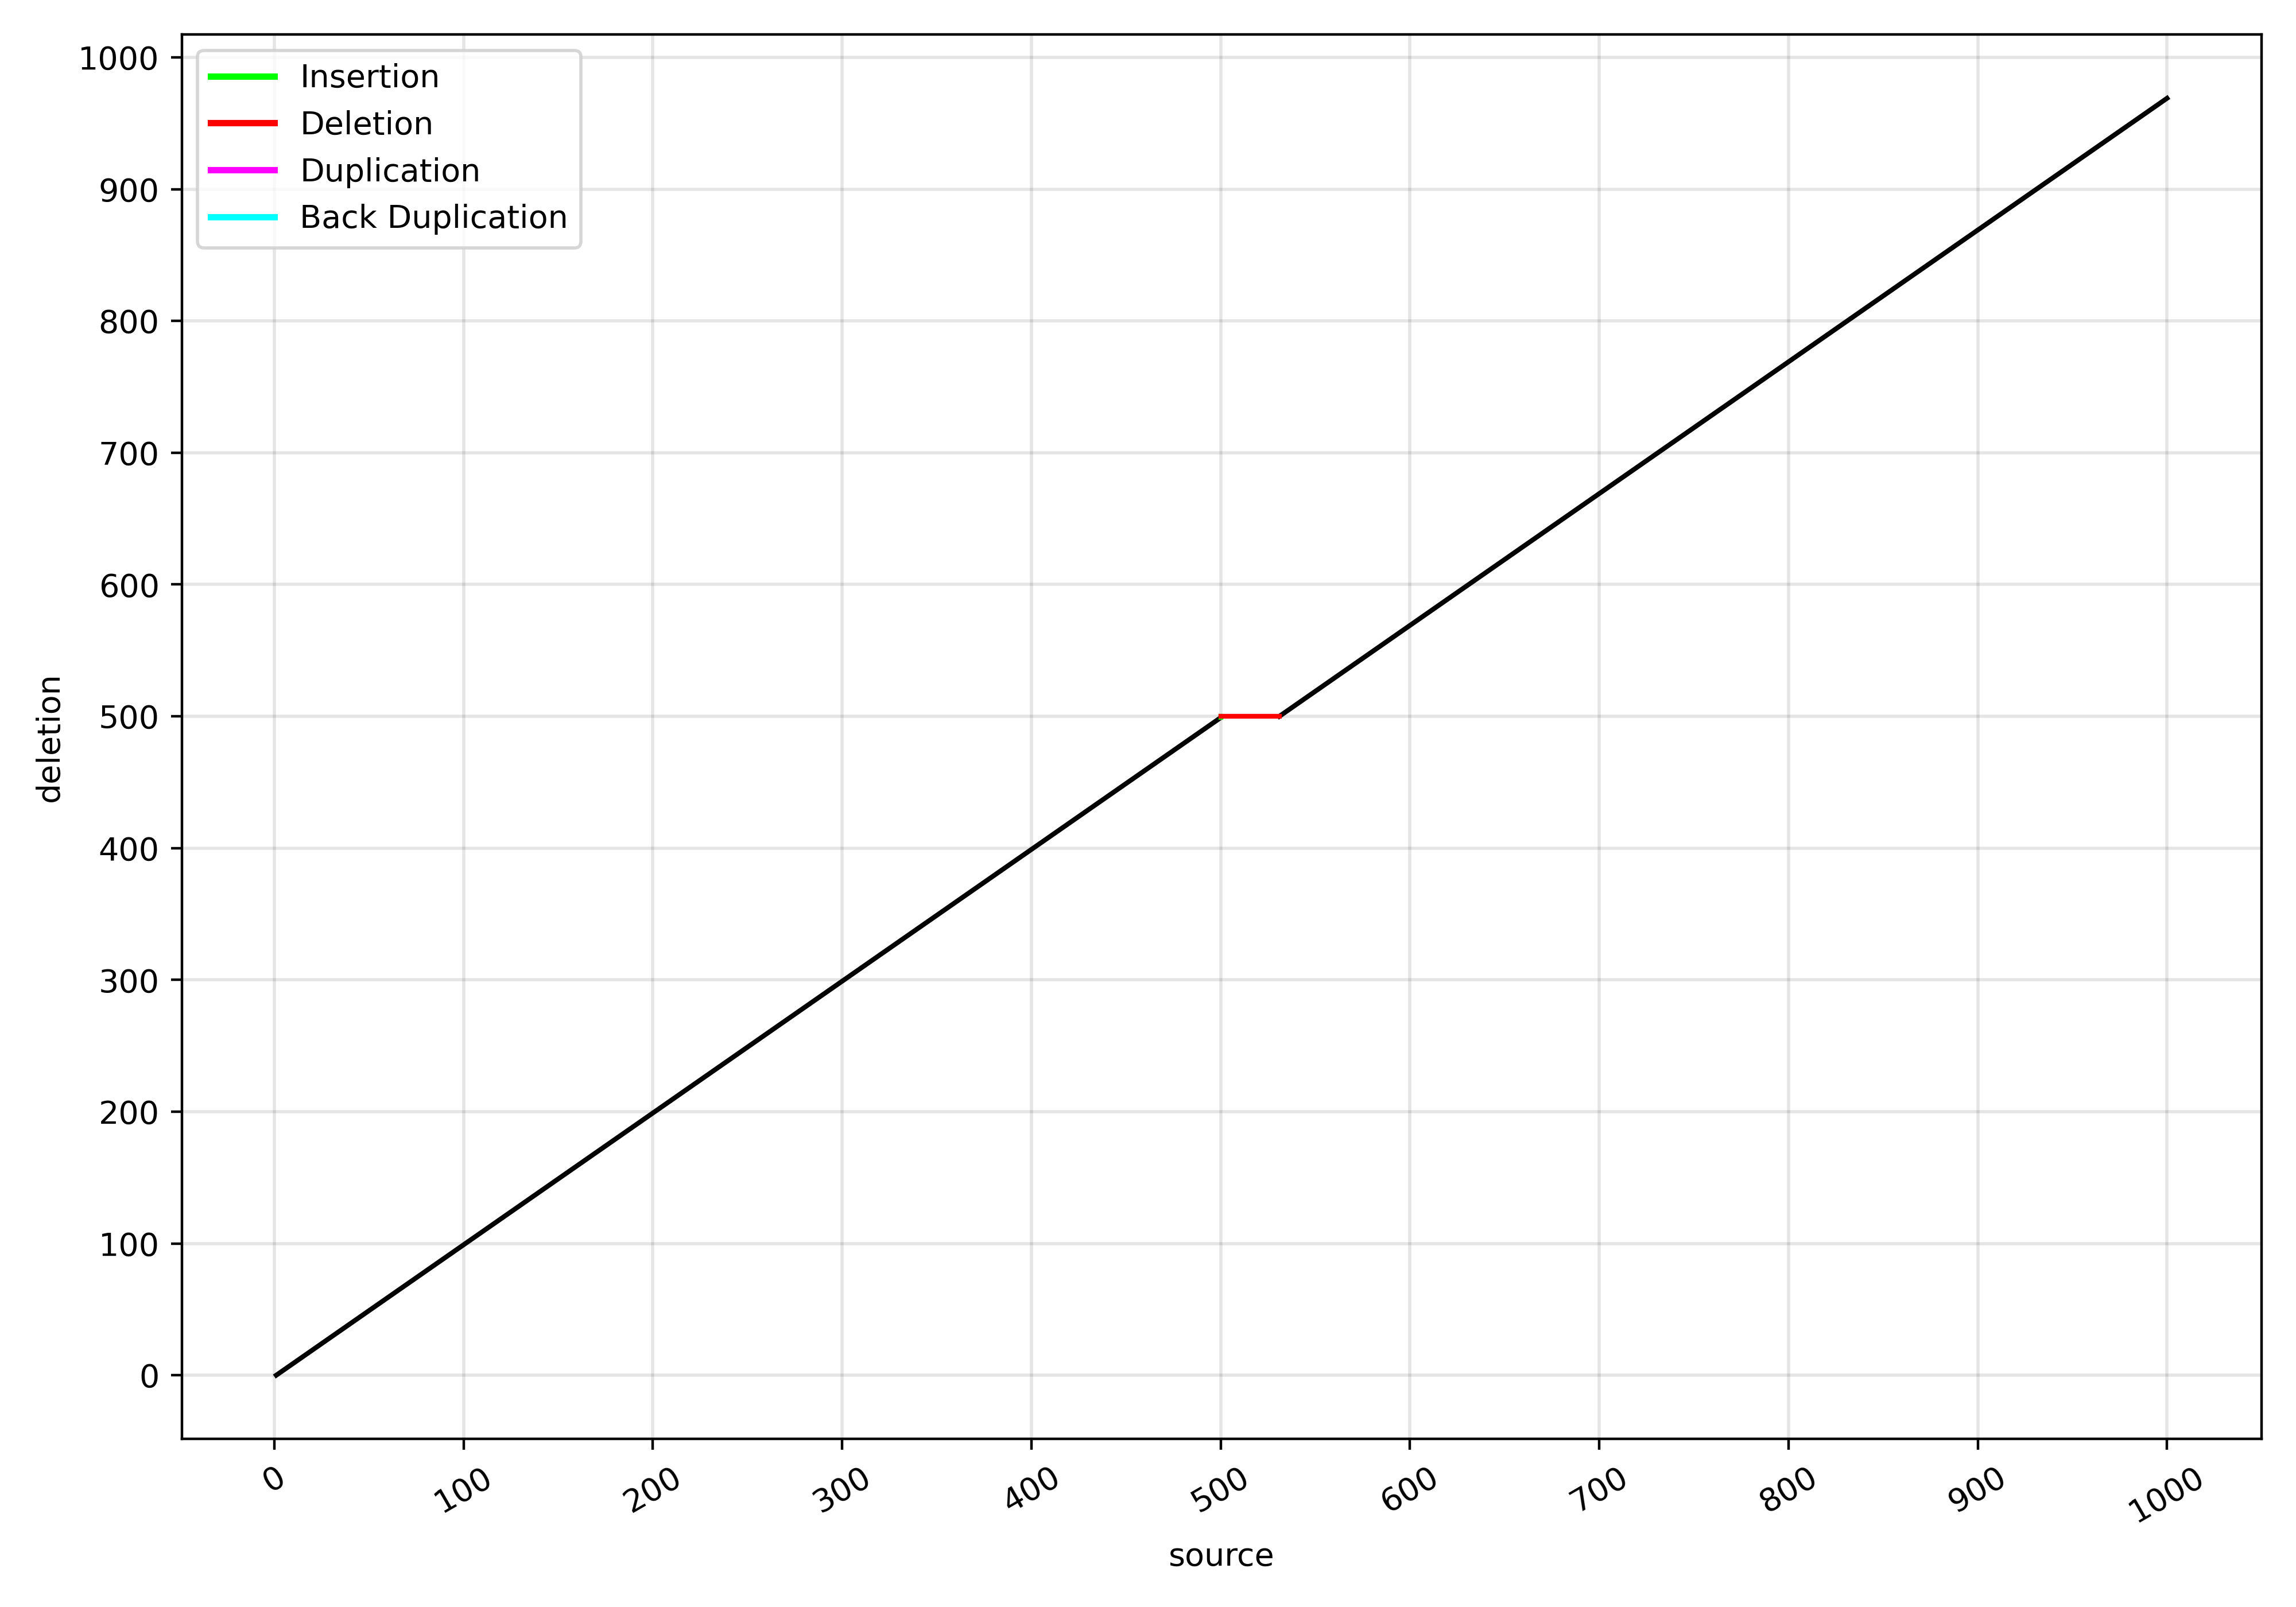 Insertion
Deletion
Duplication
Back Duplication
1000
900
800
700
600
500
400
300
200
100
0
deletion
0 100 200 300 400 500 600 700 800 900 1000
source